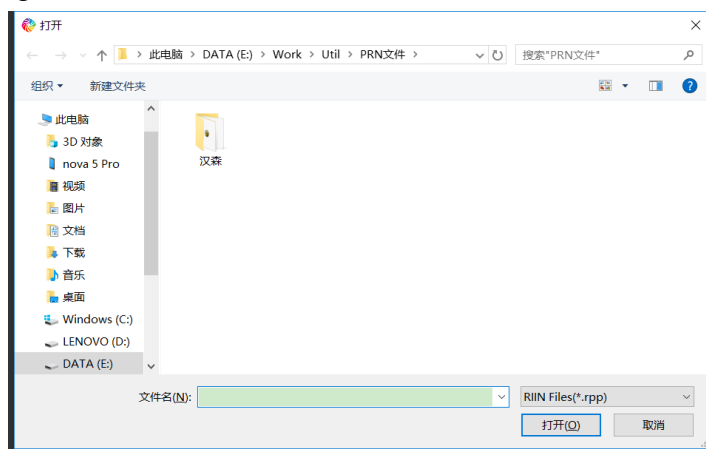 打开
此电脑 > DATA (E:) > Work > Util > PRN文件 >
搜索"PRN文件"
组织
新建文件夹
此电脑
3D 对象
nova 5 Pro
视频
图片
文档
下载
音乐
桌面
Windows (C:)
LENOVO (D:)
DATA (E:)
汉森
文件名(N):
RIIN Files(*.rpp)
打开(O)
取消